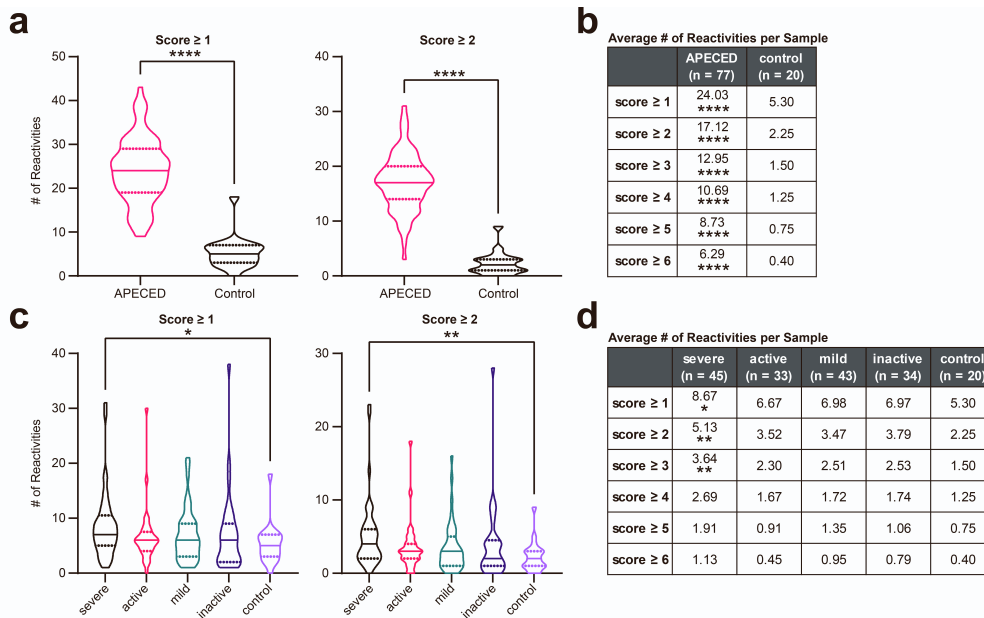 a
Score ≥ 1
****
# of Reactivities
50
40
30
20
10
0
APECED
Control
Score ≥ 2
****
40
30
20
10
0
APECED
Control
b
Average # of Reactivities per Sample
APECED (n = 77) control (n = 20)
score ≥ 1 24.03 **** 5.30
score ≥ 2 17.12 **** 2.25
score ≥ 3 12.95 **** 1.50
score ≥ 4 10.69 **** 1.25
score ≥ 5 8.73 **** 0.75
score ≥ 6 6.29 **** 0.40
c
Score ≥ 1
*
# of Reactivities
40
30
20
10
0
severe
active
mild
inactive
control
Score ≥ 2
**
30
20
10
0
severe
active
mild
inactive
control
d
Average # of Reactivities per Sample
severe (n = 45) active (n = 33) mild (n = 43) inactive (n = 34) control (n = 20)
score ≥ 1 8.67 * 6.67 6.98 6.97 5.30
score ≥ 2 5.13 ** 3.52 3.47 3.79 2.25
score ≥ 3 3.64 ** 2.30 2.51 2.53 1.50
score ≥ 4 2.69 1.67 1.72 1.74 1.25
score ≥ 5 1.91 0.91 1.35 1.06 0.75
score ≥ 6 1.13 0.45 0.95 0.79 0.40